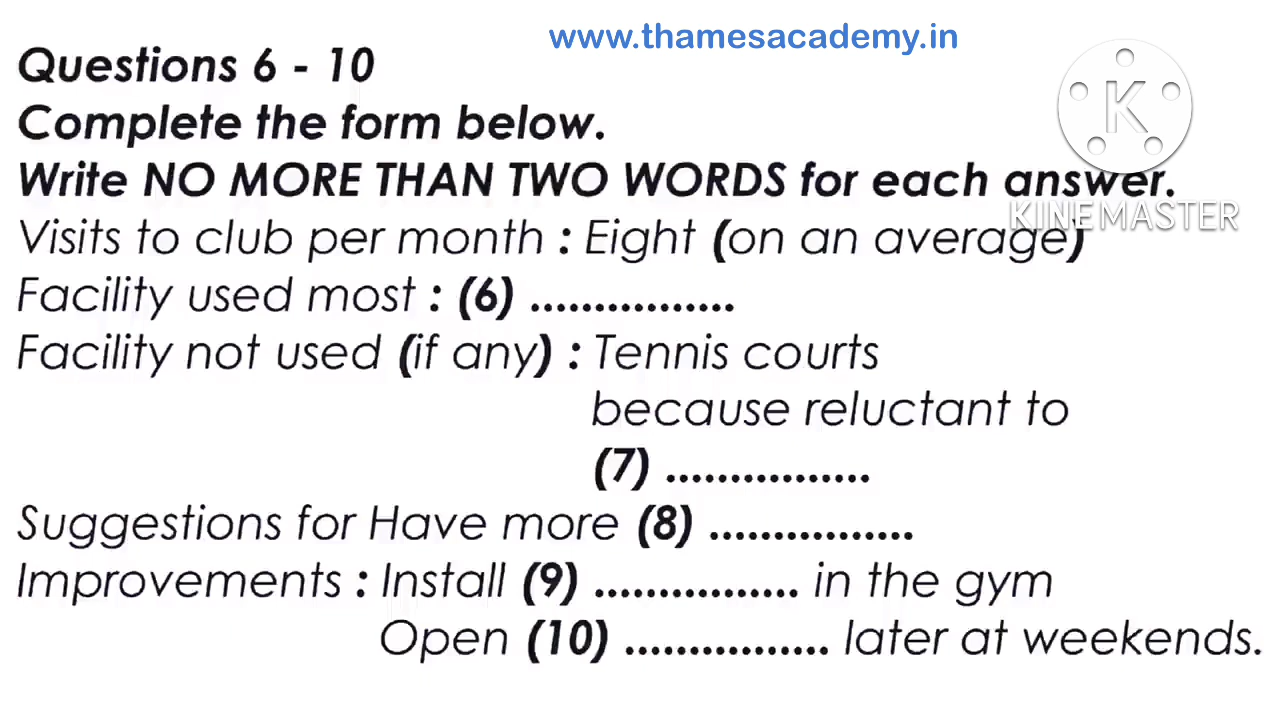 www.thamesacademy.in
Questions 6 - 10
Complete the form below.
Write NO MORE THAN TWO WORDS for each answer.
K
KINEMASTER
Visits to club per month : Eight (on an average)
Facility used most : (6) ................
Facility not used (if any) : Tennis courts
because reluctant to
(7) ................
Suggestions for Have more (8) ................
Improvements : Install (9) ................ in the gym
Open (10) ................ later at weekends.